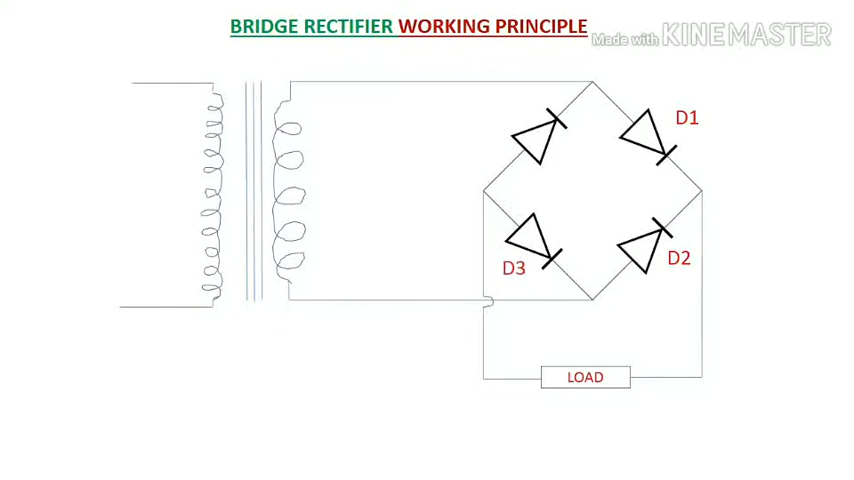 BRIDGE RECTIFIER WORKING PRINCIPLE
Made with KINEMASTER
D1
D3
D2
LOAD